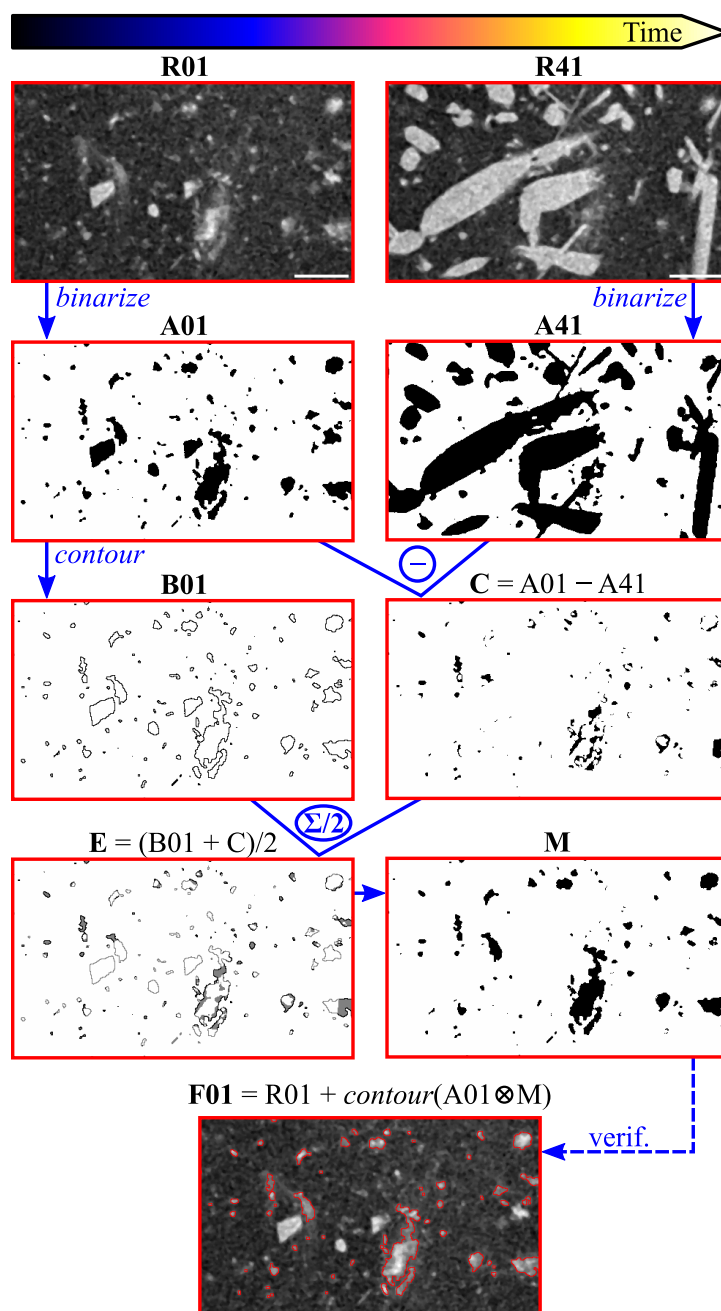 Time
R01 R41
binarize binarize
A01 A41
contour −
B01 C = A01 − A41
Σ/2
E = (B01 + C)/2 M
F01 = R01 + contour(A01⊗M)
verif.